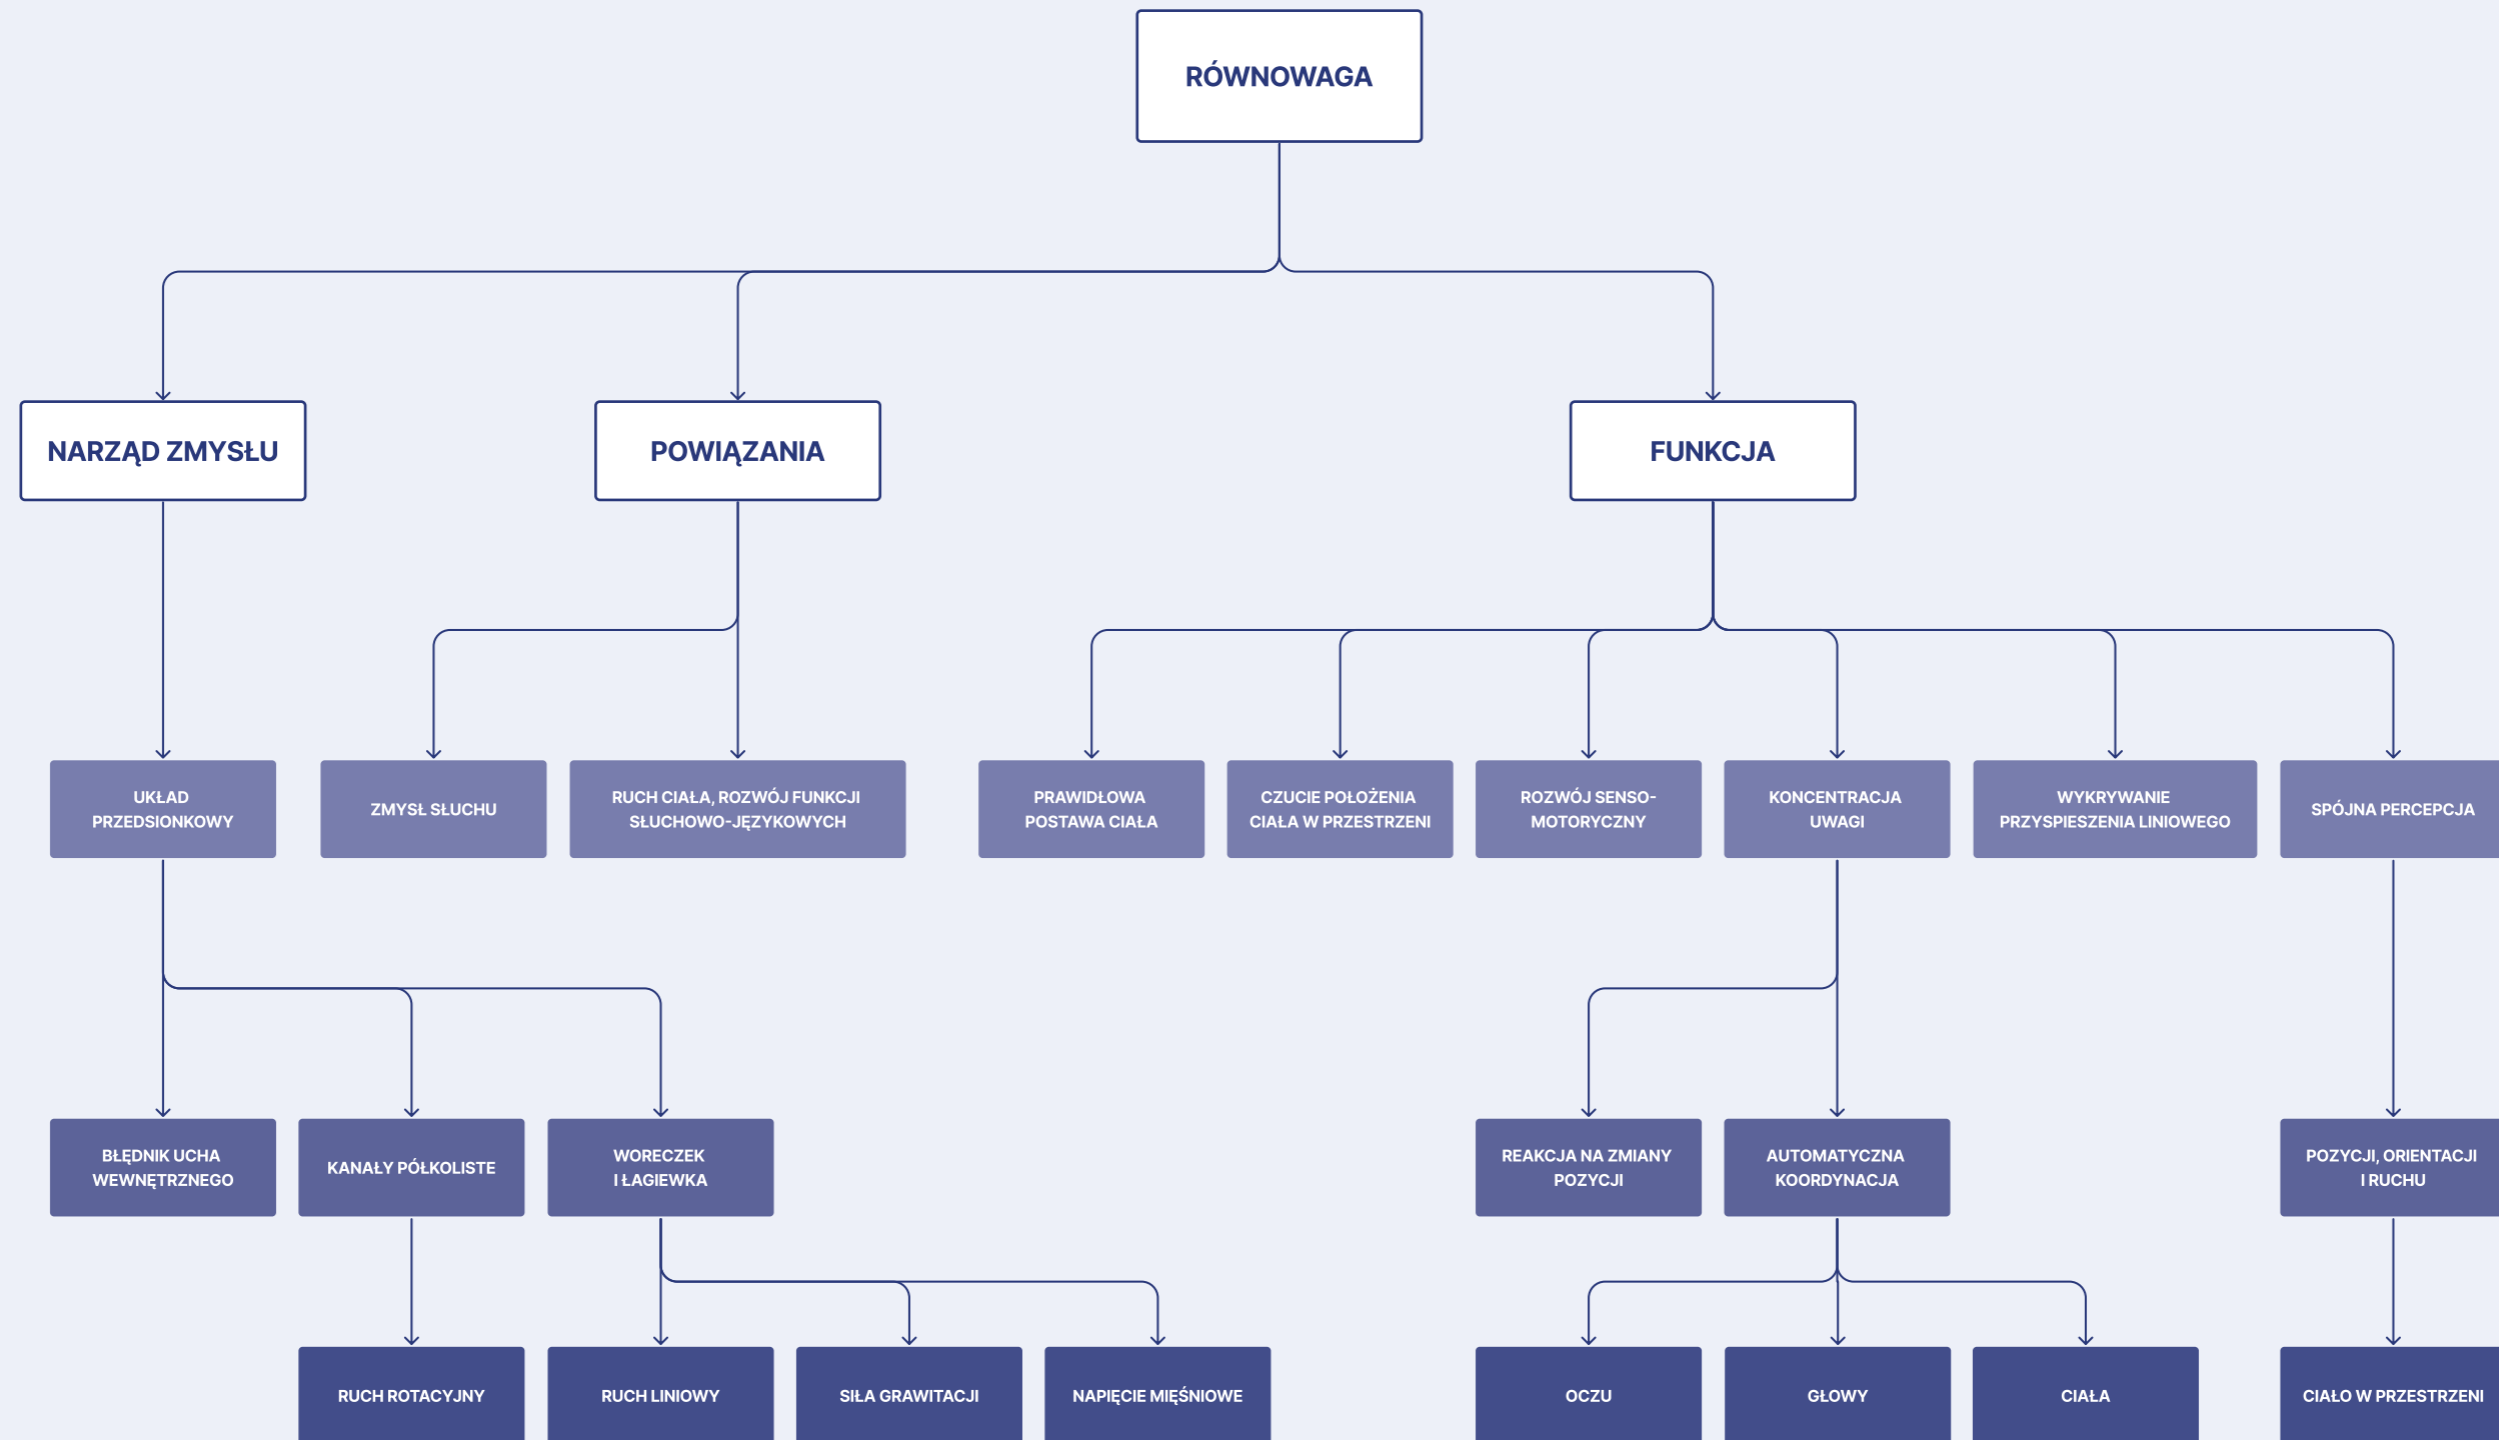 RÓWNOWAGA
NARZĄD ZMYSŁU
POWIĄZANIA
FUNKCJA
UKŁAD
PRZEDSIONKOWY
ZMYSŁ SŁUCHU
RUCH CIAŁA, ROZWÓJ FUNKCJI
SŁUCHOWO-JĘZYKOWYCH
PRAWIDŁOWA
POSTAWA CIAŁA
CZUCIE POŁOŻENIA
CIAŁA W PRZESTRZENI
ROZWÓJ SENSO-
MOTORYCZNY
KONCENTRACJA
UWAGI
WYKRYWANIE
PRZYSPIESZENIA LINIOWEGO
SPÓJNA PERCEPCJA
BŁĘDNIK UCHA
WEWNĘTRZNEGO
KANAŁY PÓŁKOLISTE
WORECZEK
I ŁAGIEWKA
REAKCJA NA ZMIANY
POZYCJI
AUTOMATYCZNA
KOORDYNACJA
POZYCJI, ORIENTACJI
I RUCHU
RUCH ROTACYJNY
RUCH LINIOWY
SIŁA GRAWITACJI
NAPIĘCIE MIĘŚNIOWE
OCZU
GŁOWY
CIAŁA
CIAŁO W PRZESTRZENI